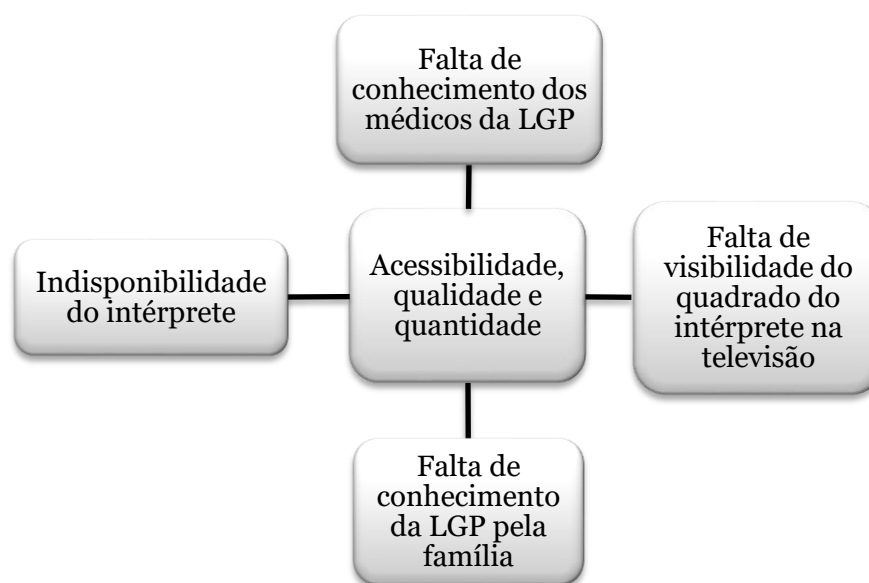 Falta de
conhecimento dos
médicos da LGP
Indisponibilidade
do intérprete
Acessibilidade,
qualidade e
quantidade
Falta de
visibilidade do
quadrado do
intérprete na
televisão
Falta de
conhecimento
da LGP pela
família